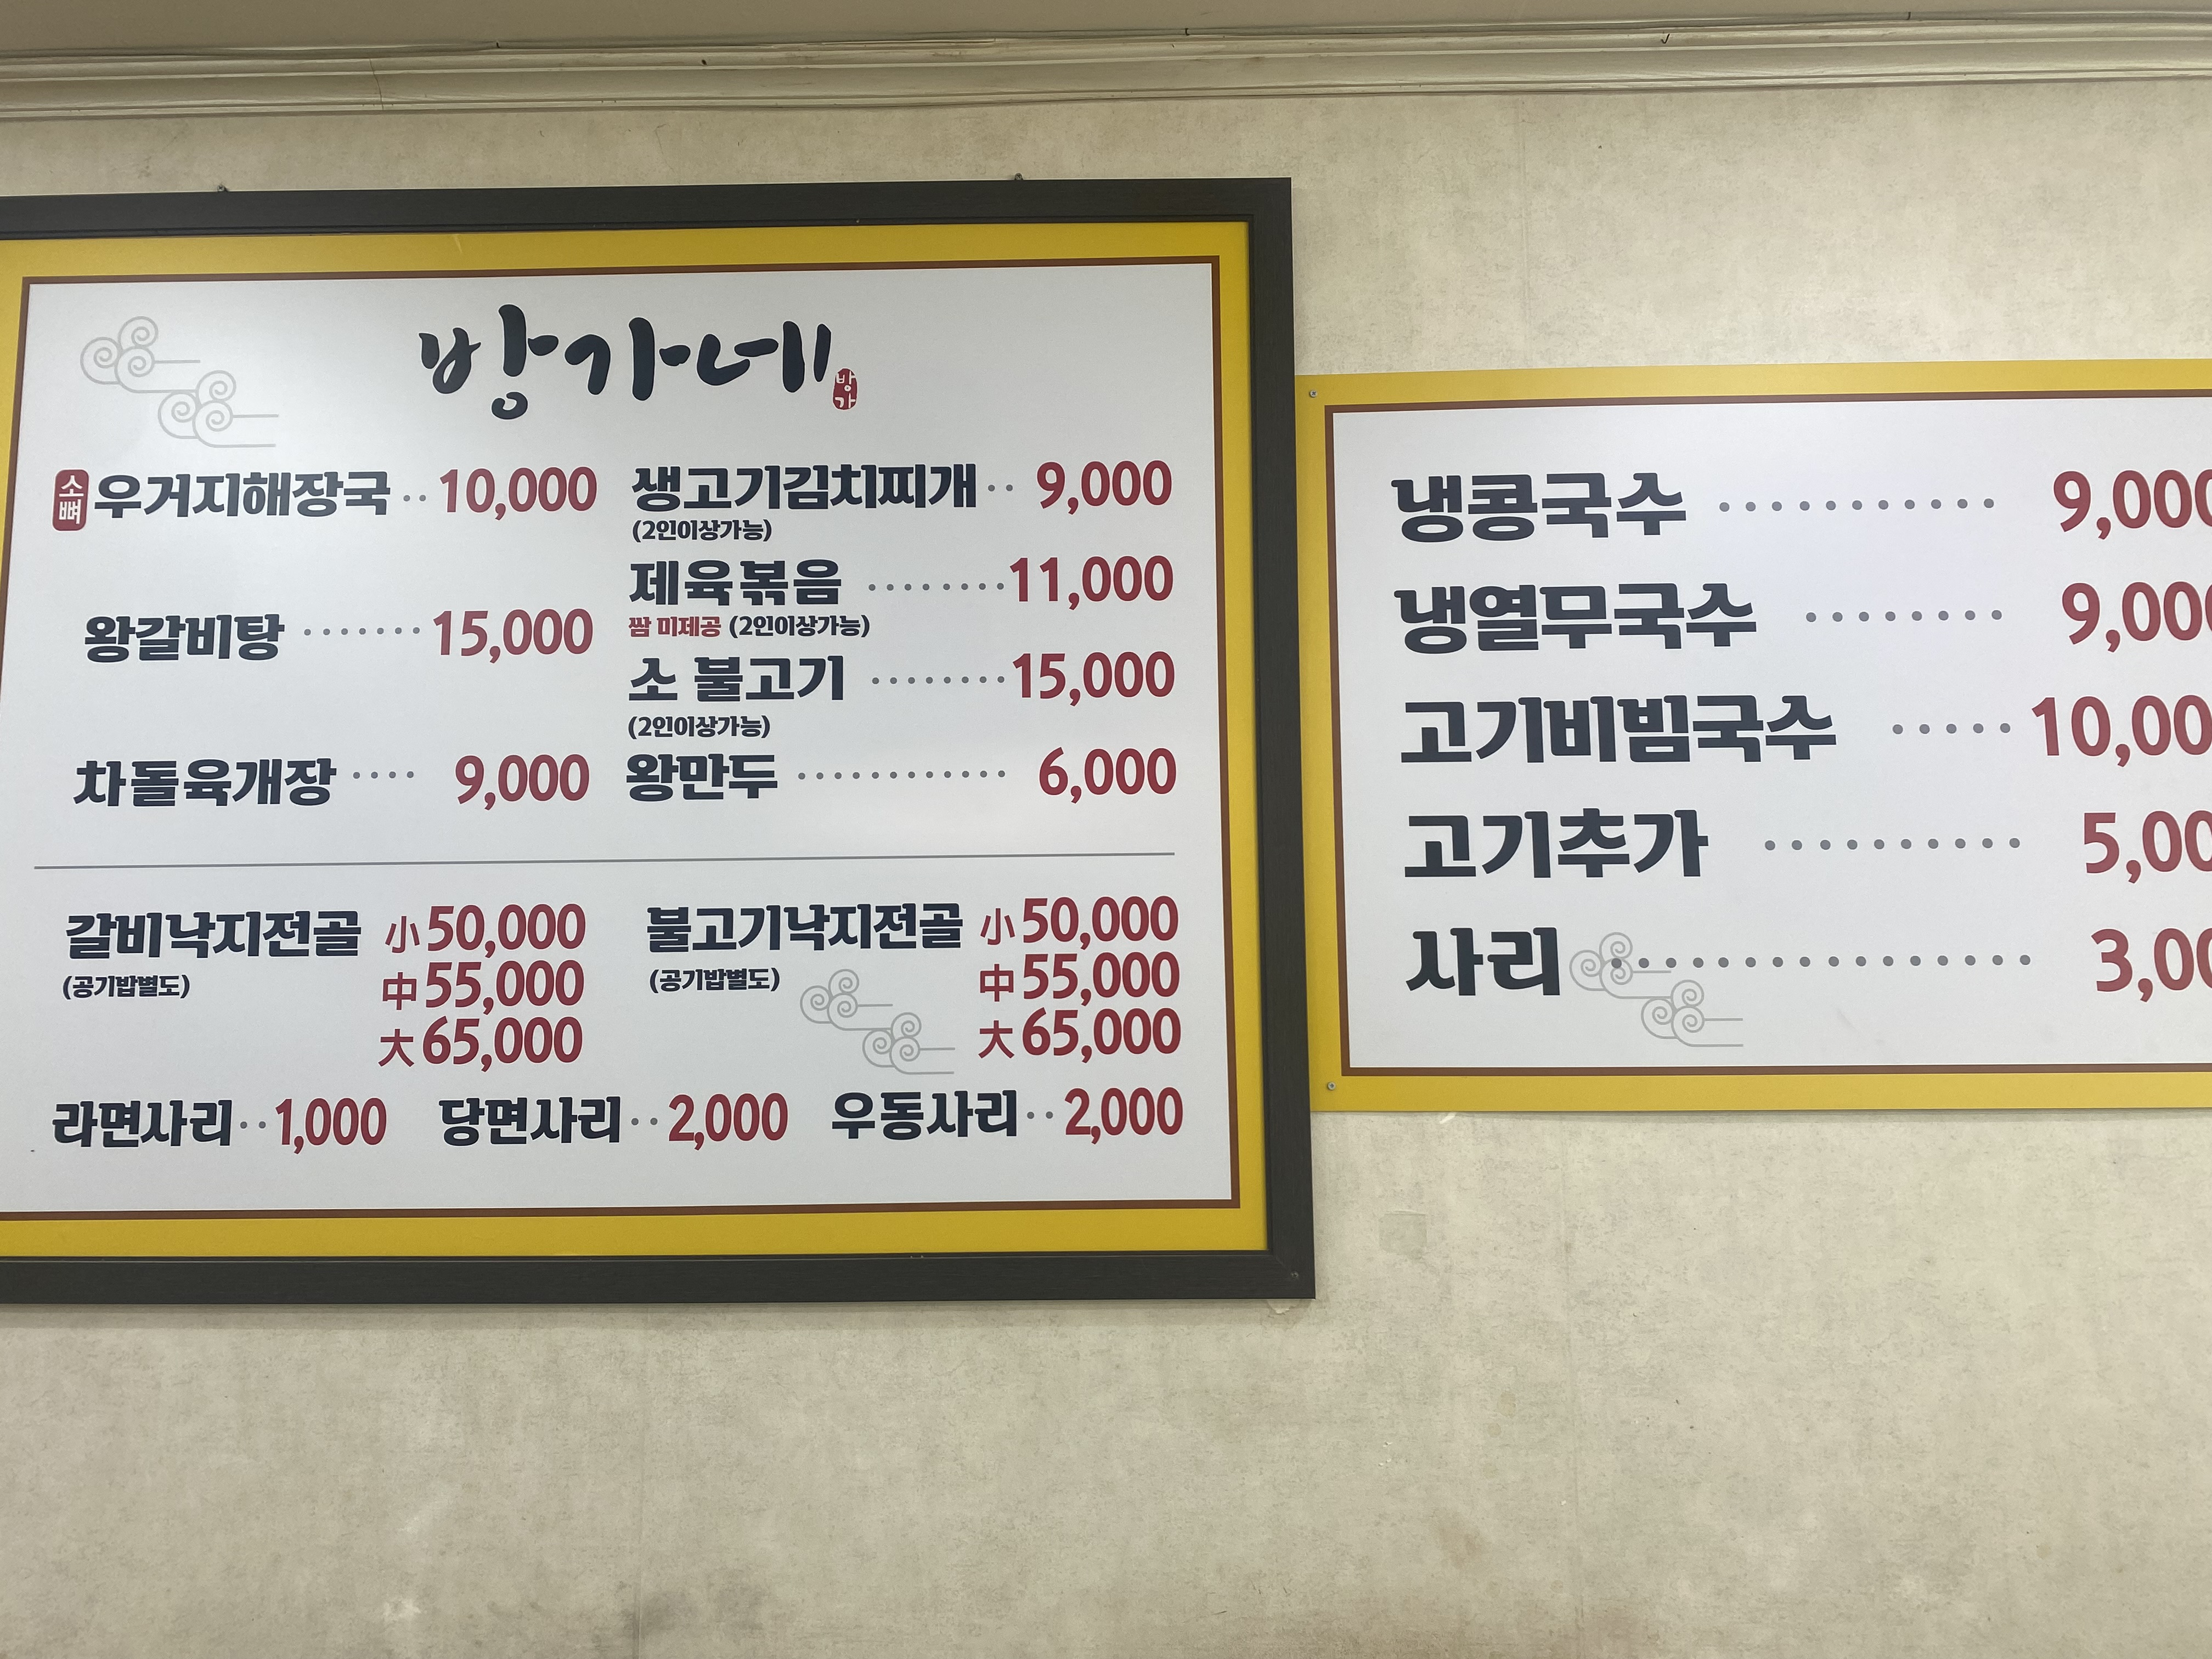 방가네
방가
소뼈 우거지해장국 ·· 10,000
왕갈비탕 ······· 15,000
차돌육개장 ···· 9,000
생고기김치찌개 ·· 9,000
(2인이상가능)
제육볶음 ········ 11,000
쌈 미제공 (2인이상가능)
소 불고기 ········ 15,000
(2인이상가능)
왕만두 ············ 6,000
갈비낙지전골 小 50,000
(공기밥별도) 中 55,000
大 65,000
불고기낙지전골 小 50,000
(공기밥별도) 中 55,000
大 65,000
라면사리 ·· 1,000 당면사리 ·· 2,000 우동사리 ·· 2,000
냉콩국수 ··········· 9,000
냉열무국수 ········ 9,000
고기비빔국수 ····· 10,00
고기추가 ·········· 5,00
사리 ················ 3,00